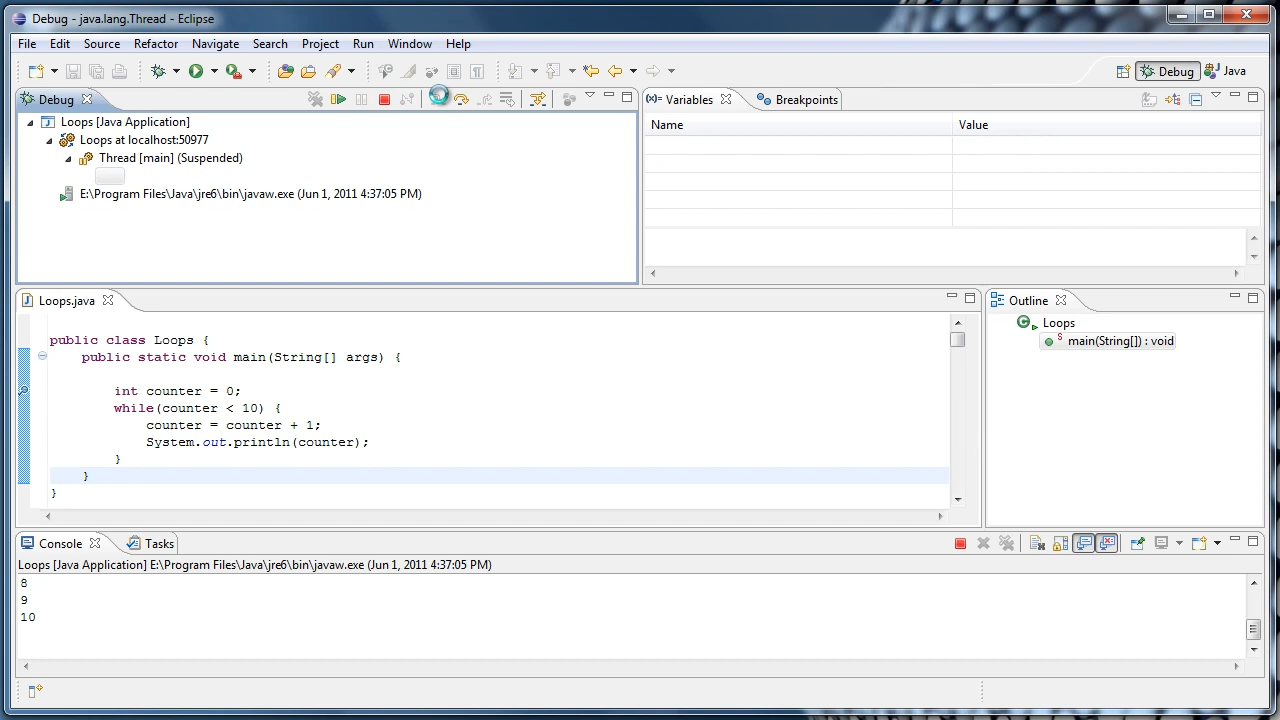 Debug - java.lang.Thread - Eclipse
File Edit Source Refactor Navigate Search Project Run Window Help
Debug Java
Debug
Loops [Java Application]
Loops at localhost:50977
Thread [main] (Suspended)
E:\Program Files\Java\jre6\bin\javaw.exe (Jun 1, 2011 4:37:05 PM)
Variables Breakpoints
Name Value
Loops.java
public class Loops {
public static void main(String[] args) {
int counter = 0;
while(counter < 10) {
counter = counter + 1;
System.out.println(counter);
}
}
}
Outline
Loops
main(String[]) : void
Console Tasks
Loops [Java Application] E:\Program Files\Java\jre6\bin\javaw.exe (Jun 1, 2011 4:37:05 PM)
8
9
10